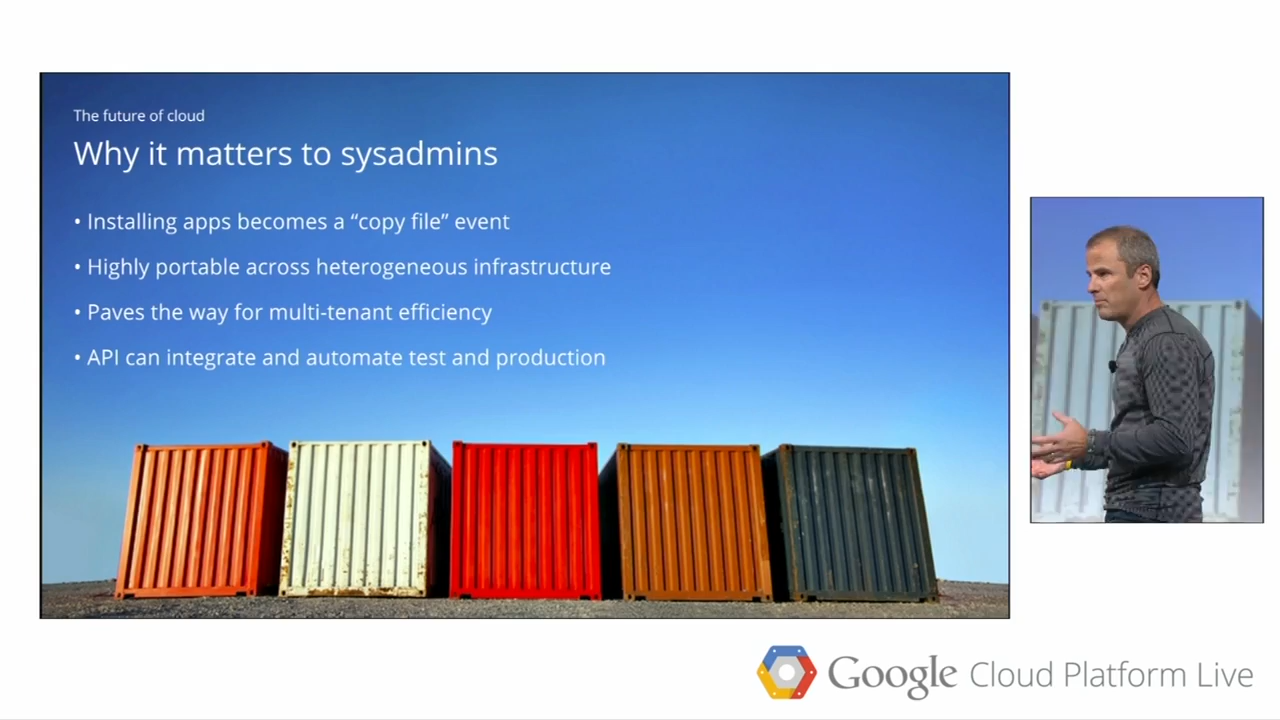 The future of cloud
Why it matters to sysadmins
• Installing apps becomes a “copy file” event
• Highly portable across heterogeneous infrastructure
• Paves the way for multi-tenant efficiency
• API can integrate and automate test and production
Google Cloud Platform Live